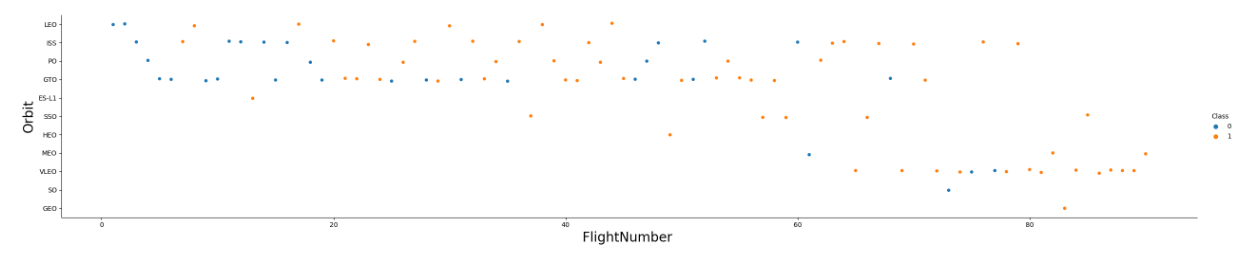 LEO
ISS
PO
GTO
ES-L1
SSO
HEO
MEO
VLEO
SO
GEO
Orbit
0 20 40 60 80
FlightNumber
Class
0
1